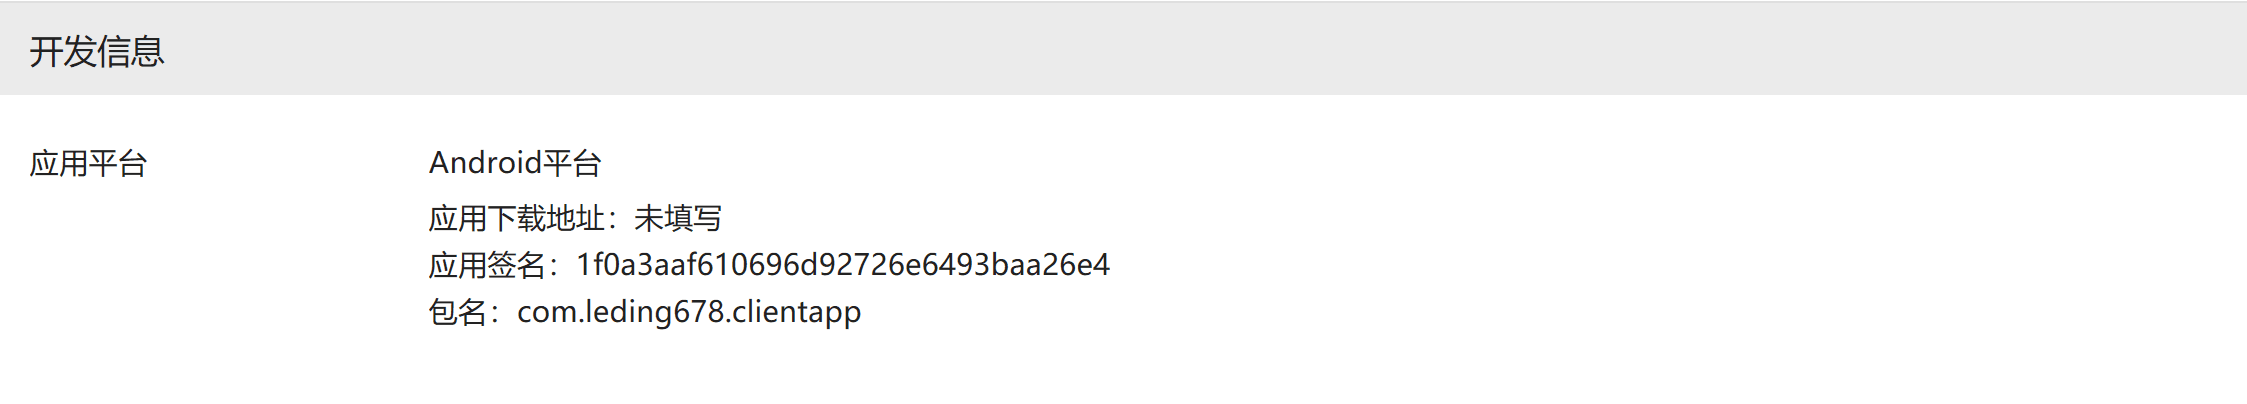 开发信息
应用平台
Android平台
应用下载地址：未填写
应用签名：1f0a3aaf610696d92726e6493baa26e4
包名：com.leding678.clientapp